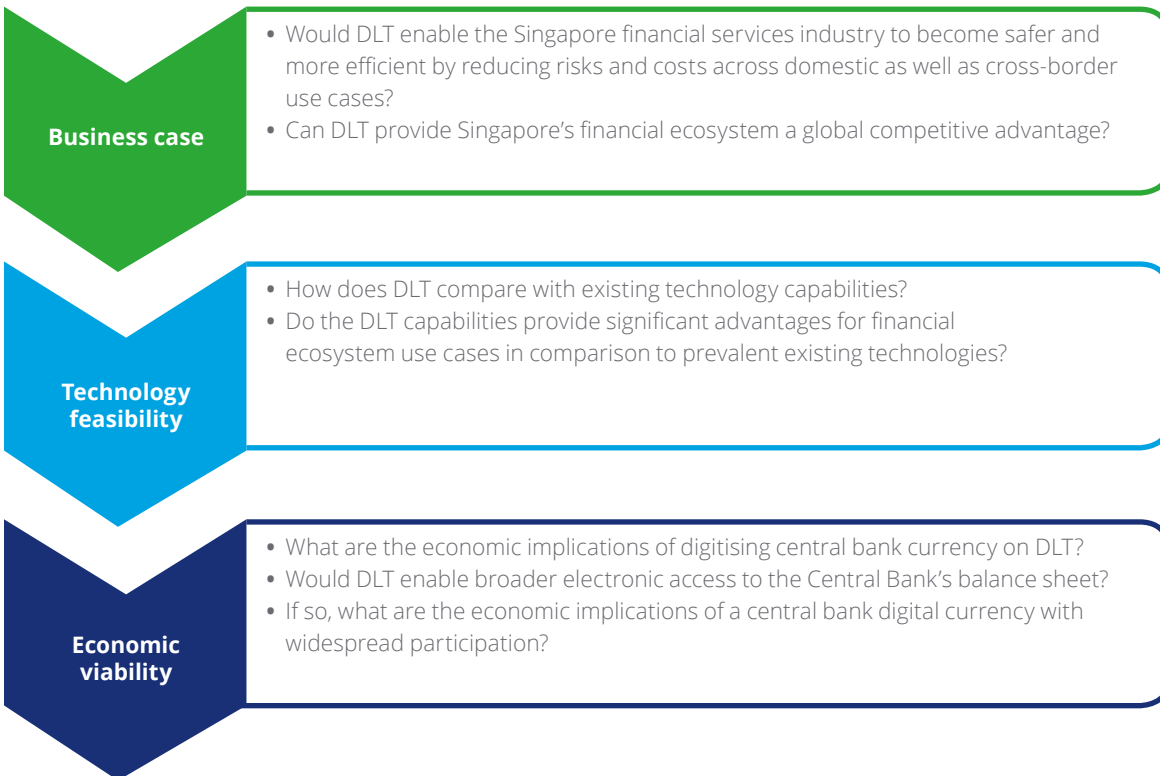 Business case
• Would DLT enable the Singapore financial services industry to become safer and
more efficient by reducing risks and costs across domestic as well as cross-border
use cases?
• Can DLT provide Singapore’s financial ecosystem a global competitive advantage?
Technology
feasibility
• How does DLT compare with existing technology capabilities?
• Do the DLT capabilities provide significant advantages for financial
ecosystem use cases in comparison to prevalent existing technologies?
Economic
viability
• What are the economic implications of digitising central bank currency on DLT?
• Would DLT enable broader electronic access to the Central Bank’s balance sheet?
• If so, what are the economic implications of a central bank digital currency with
widespread participation?